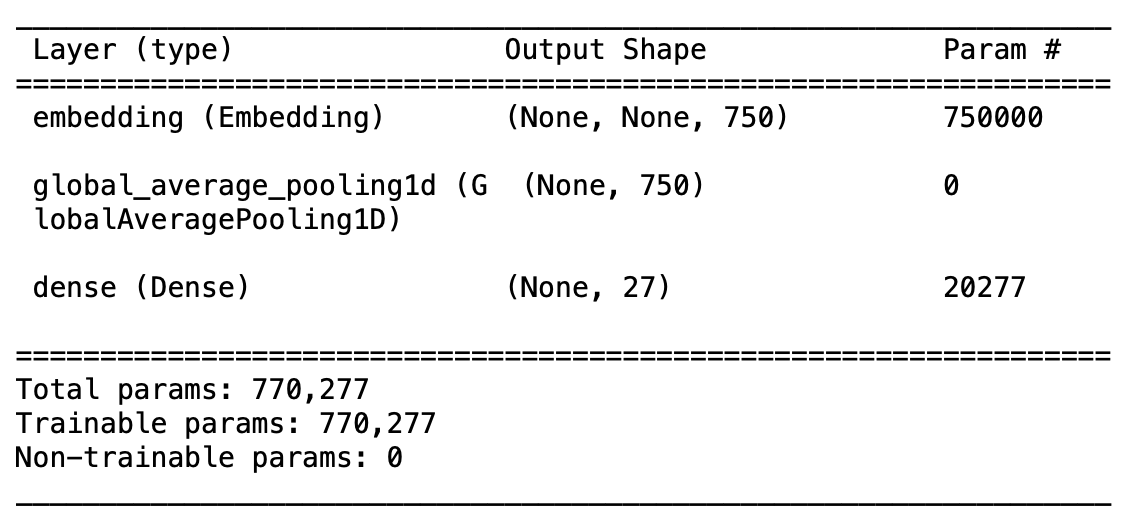 Layer (type) Output Shape Param #
=================================================================
embedding (Embedding) (None, None, 750) 750000
global_average_pooling1d (G (None, 750) 0
lobalAveragePooling1D)
dense (Dense) (None, 27) 20277
=================================================================
Total params: 770,277
Trainable params: 770,277
Non-trainable params: 0